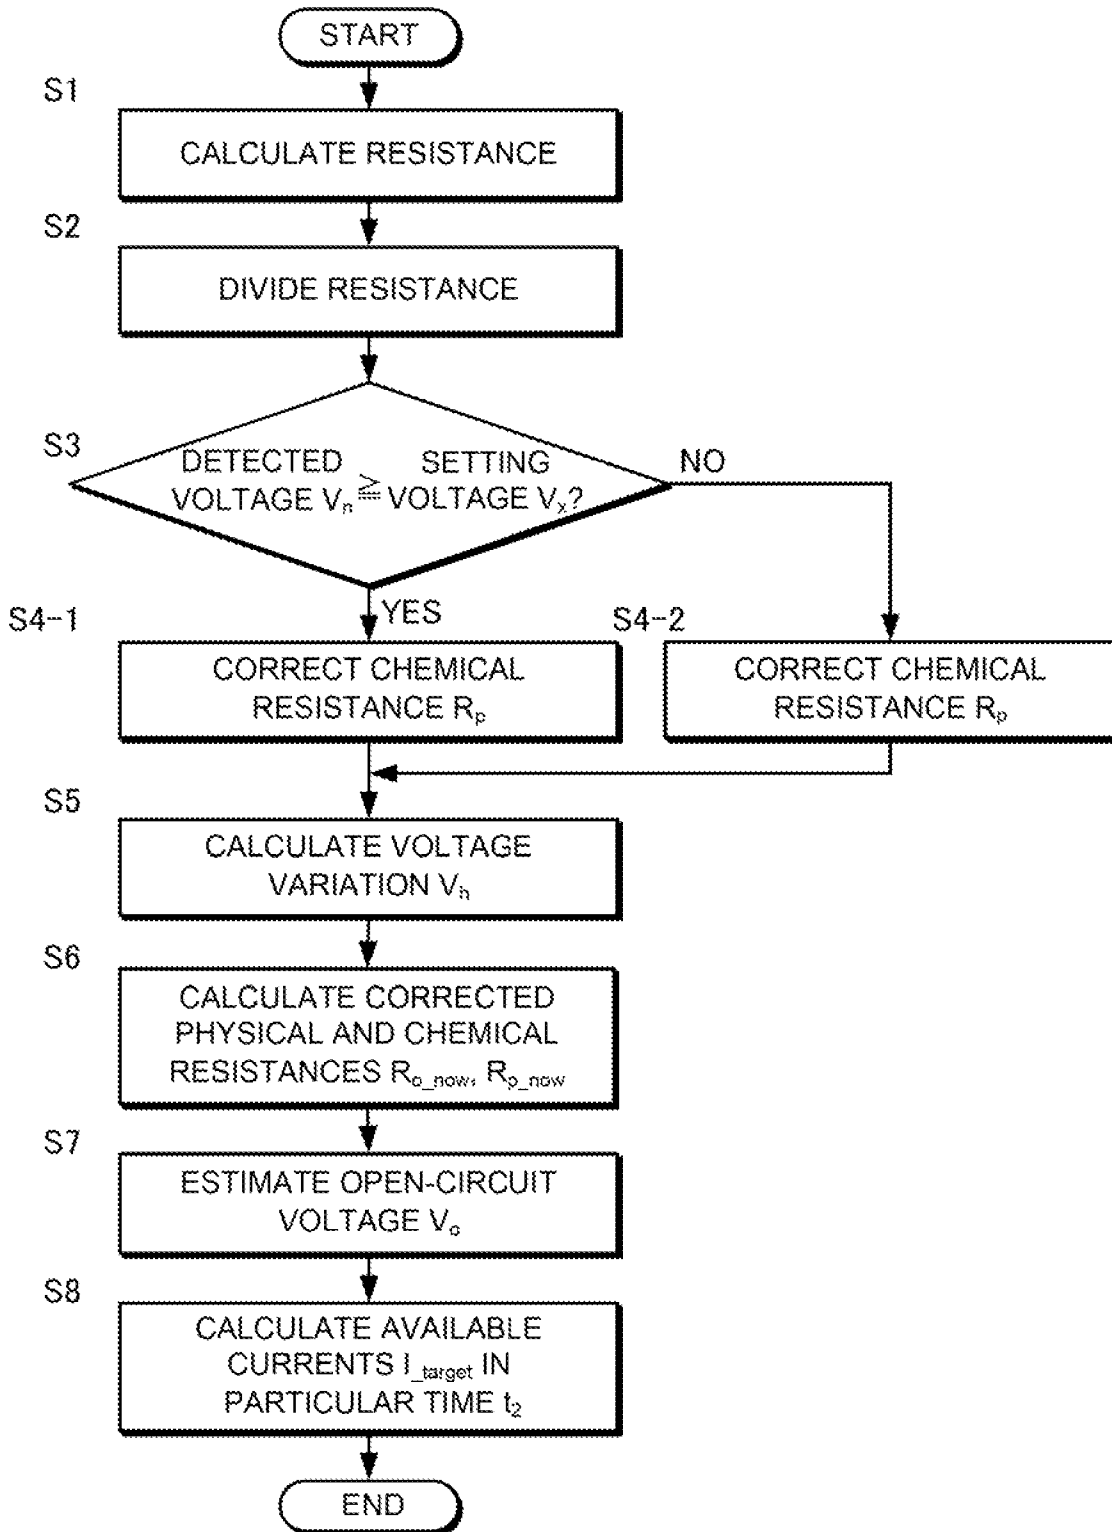 START
S1
CALCULATE RESISTANCE
S2
DIVIDE RESISTANCE
S3
DETECTED VOLTAGE Vn ≧ SETTING VOLTAGE Vx?
NO
YES
S4-1
CORRECT CHEMICAL
RESISTANCE Rp
S4-2
CORRECT CHEMICAL
RESISTANCE Rp
S5
CALCULATE VOLTAGE
VARIATION Vh
S6
CALCULATE CORRECTED
PHYSICAL AND CHEMICAL
RESISTANCES Ro_now, Rp_now
S7
ESTIMATE OPEN-CIRCUIT
VOLTAGE Vo
S8
CALCULATE AVAILABLE
CURRENTS I_target IN
PARTICULAR TIME t2
END